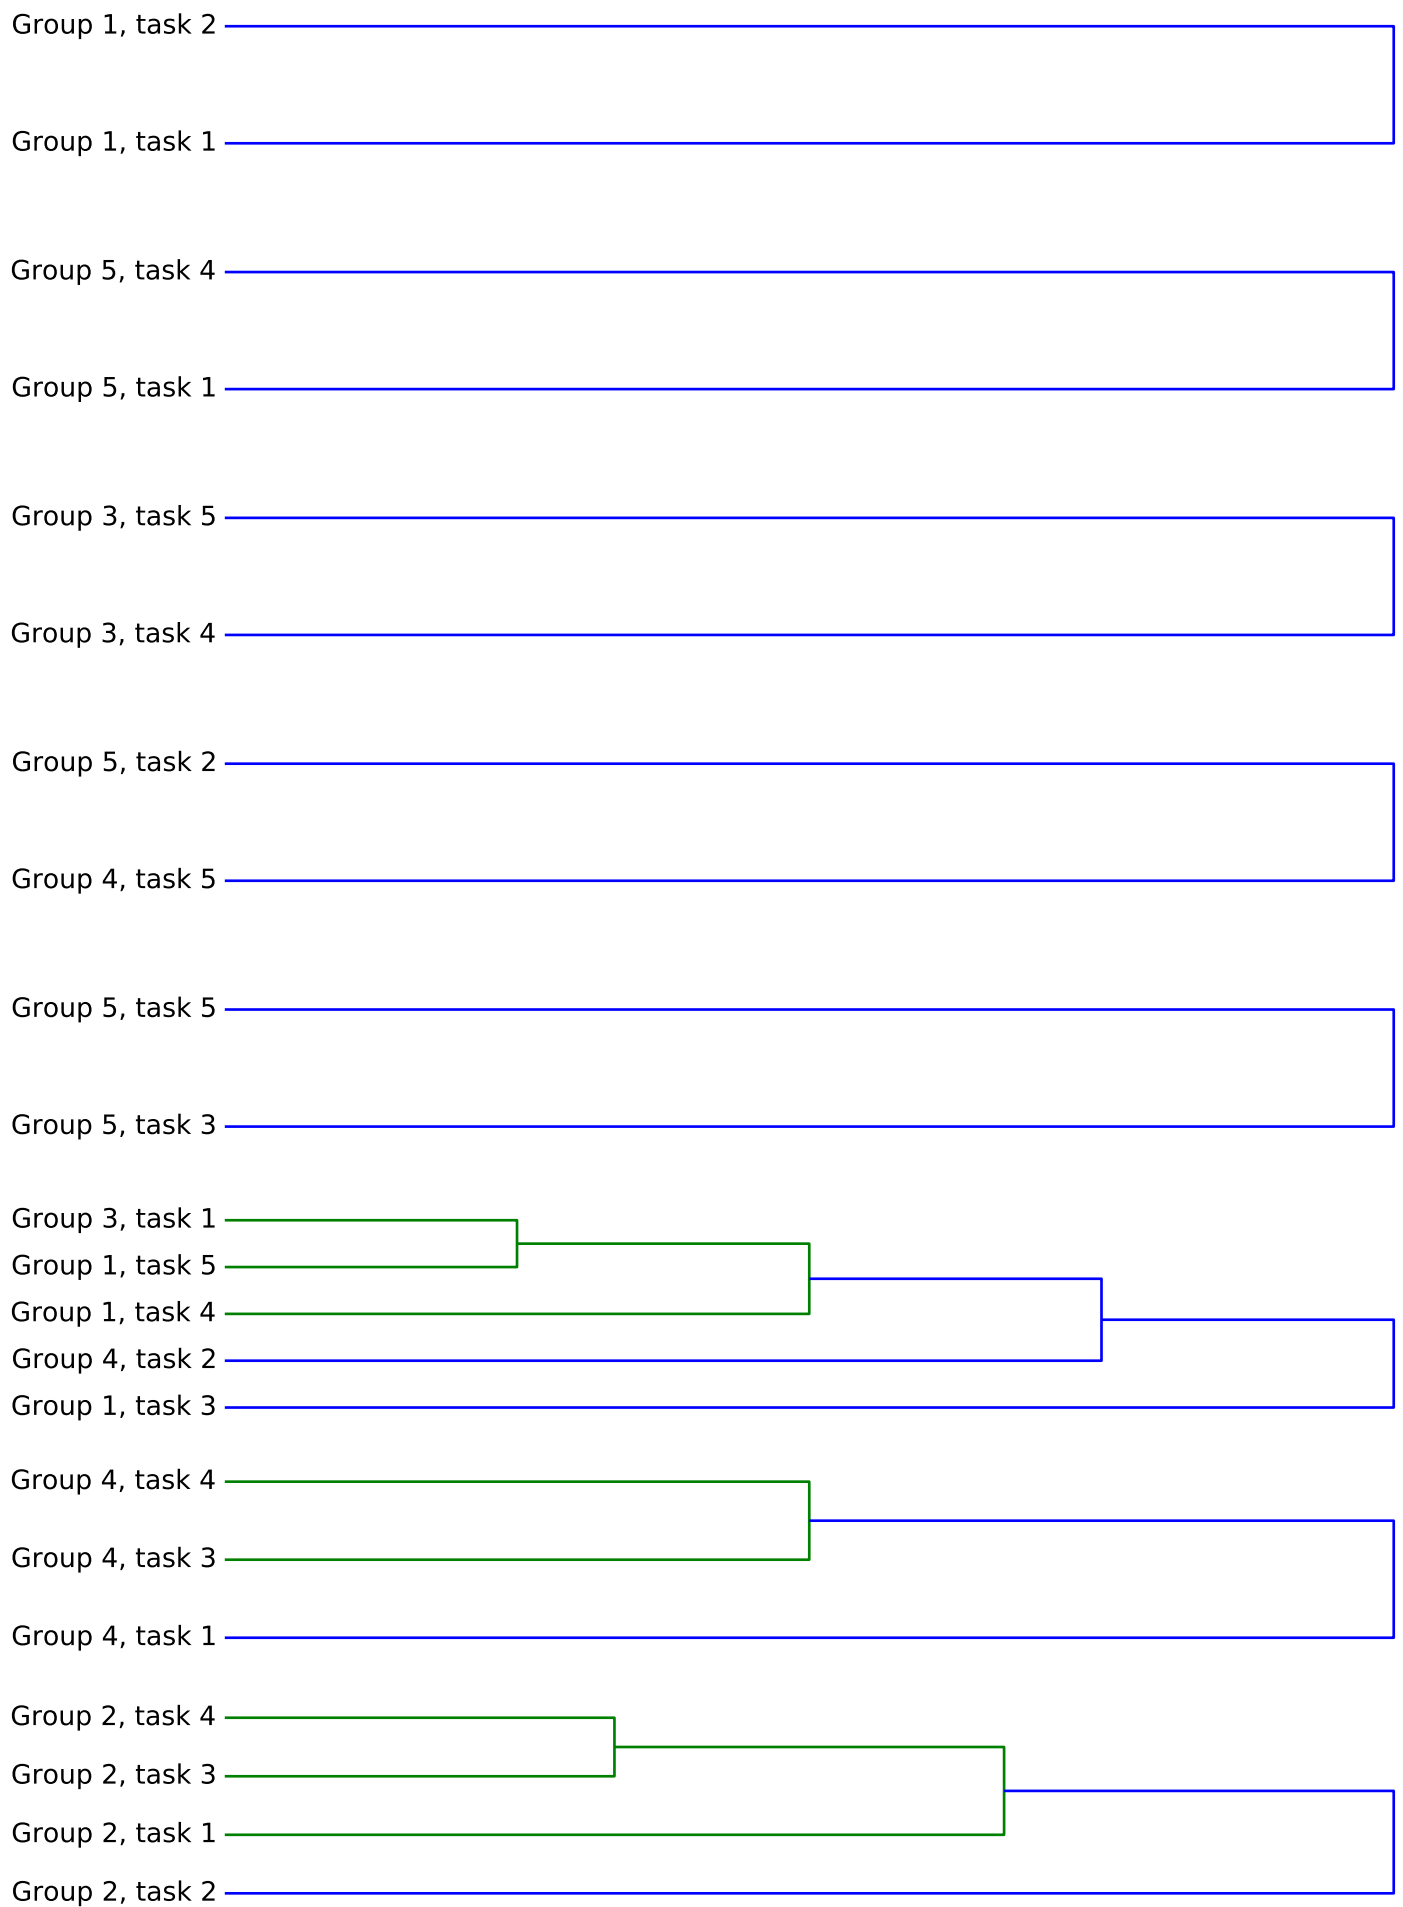 Group 1, task 2
Group 1, task 1
Group 5, task 4
Group 5, task 1
Group 3, task 5
Group 3, task 4
Group 5, task 2
Group 4, task 5
Group 5, task 5
Group 5, task 3
Group 3, task 1
Group 1, task 5
Group 1, task 4
Group 4, task 2
Group 1, task 3
Group 4, task 4
Group 4, task 3
Group 4, task 1
Group 2, task 4
Group 2, task 3
Group 2, task 1
Group 2, task 2